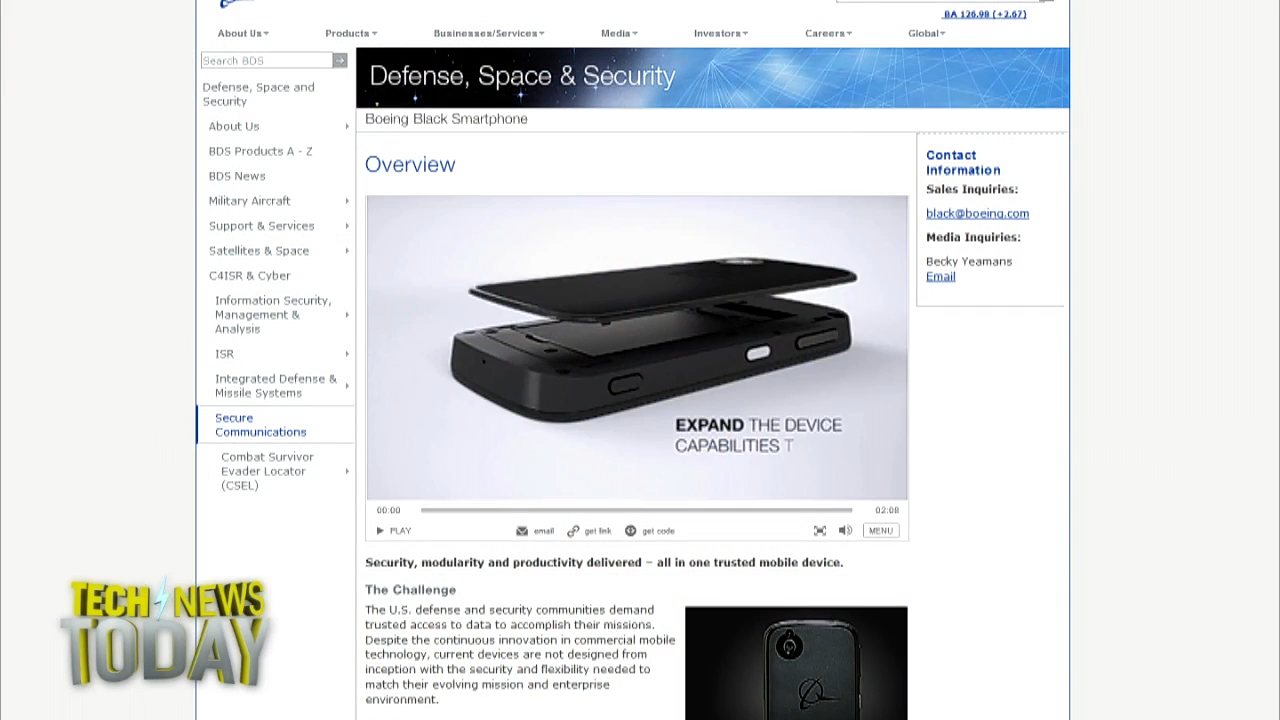 BA 126.98 (+2.67)
About Us
Products
Businesses/Services
Media
Investors
Careers
Global
Search BDS
Defense, Space and
Security
About Us
BDS Products A - Z
BDS News
Military Aircraft
Support & Services
Satellites & Space
C4ISR & Cyber
Information Security,
Management &
Analysis
ISR
Integrated Defense &
Missile Systems
Secure
Communications
Combat Survivor
Evader Locator
(CSEL)
Defense, Space & Security
Boeing Black Smartphone
Overview
EXPAND THE DEVICE
CAPABILITIES T
00:00
02:08
PLAY
email
get link
get code
MENU
Security, modularity and productivity delivered – all in one trusted mobile device.
The Challenge
The U.S. defense and security communities demand
trusted access to data to accomplish their missions.
Despite the continuous innovation in commercial mobile
technology, current devices are not designed from
inception with the security and flexibility needed to
match their evolving mission and enterprise
environment.
Contact
Information
Sales Inquiries:
black@boeing.com
Media Inquiries:
Becky Yeamans
Email
TECH NEWS
TODAY